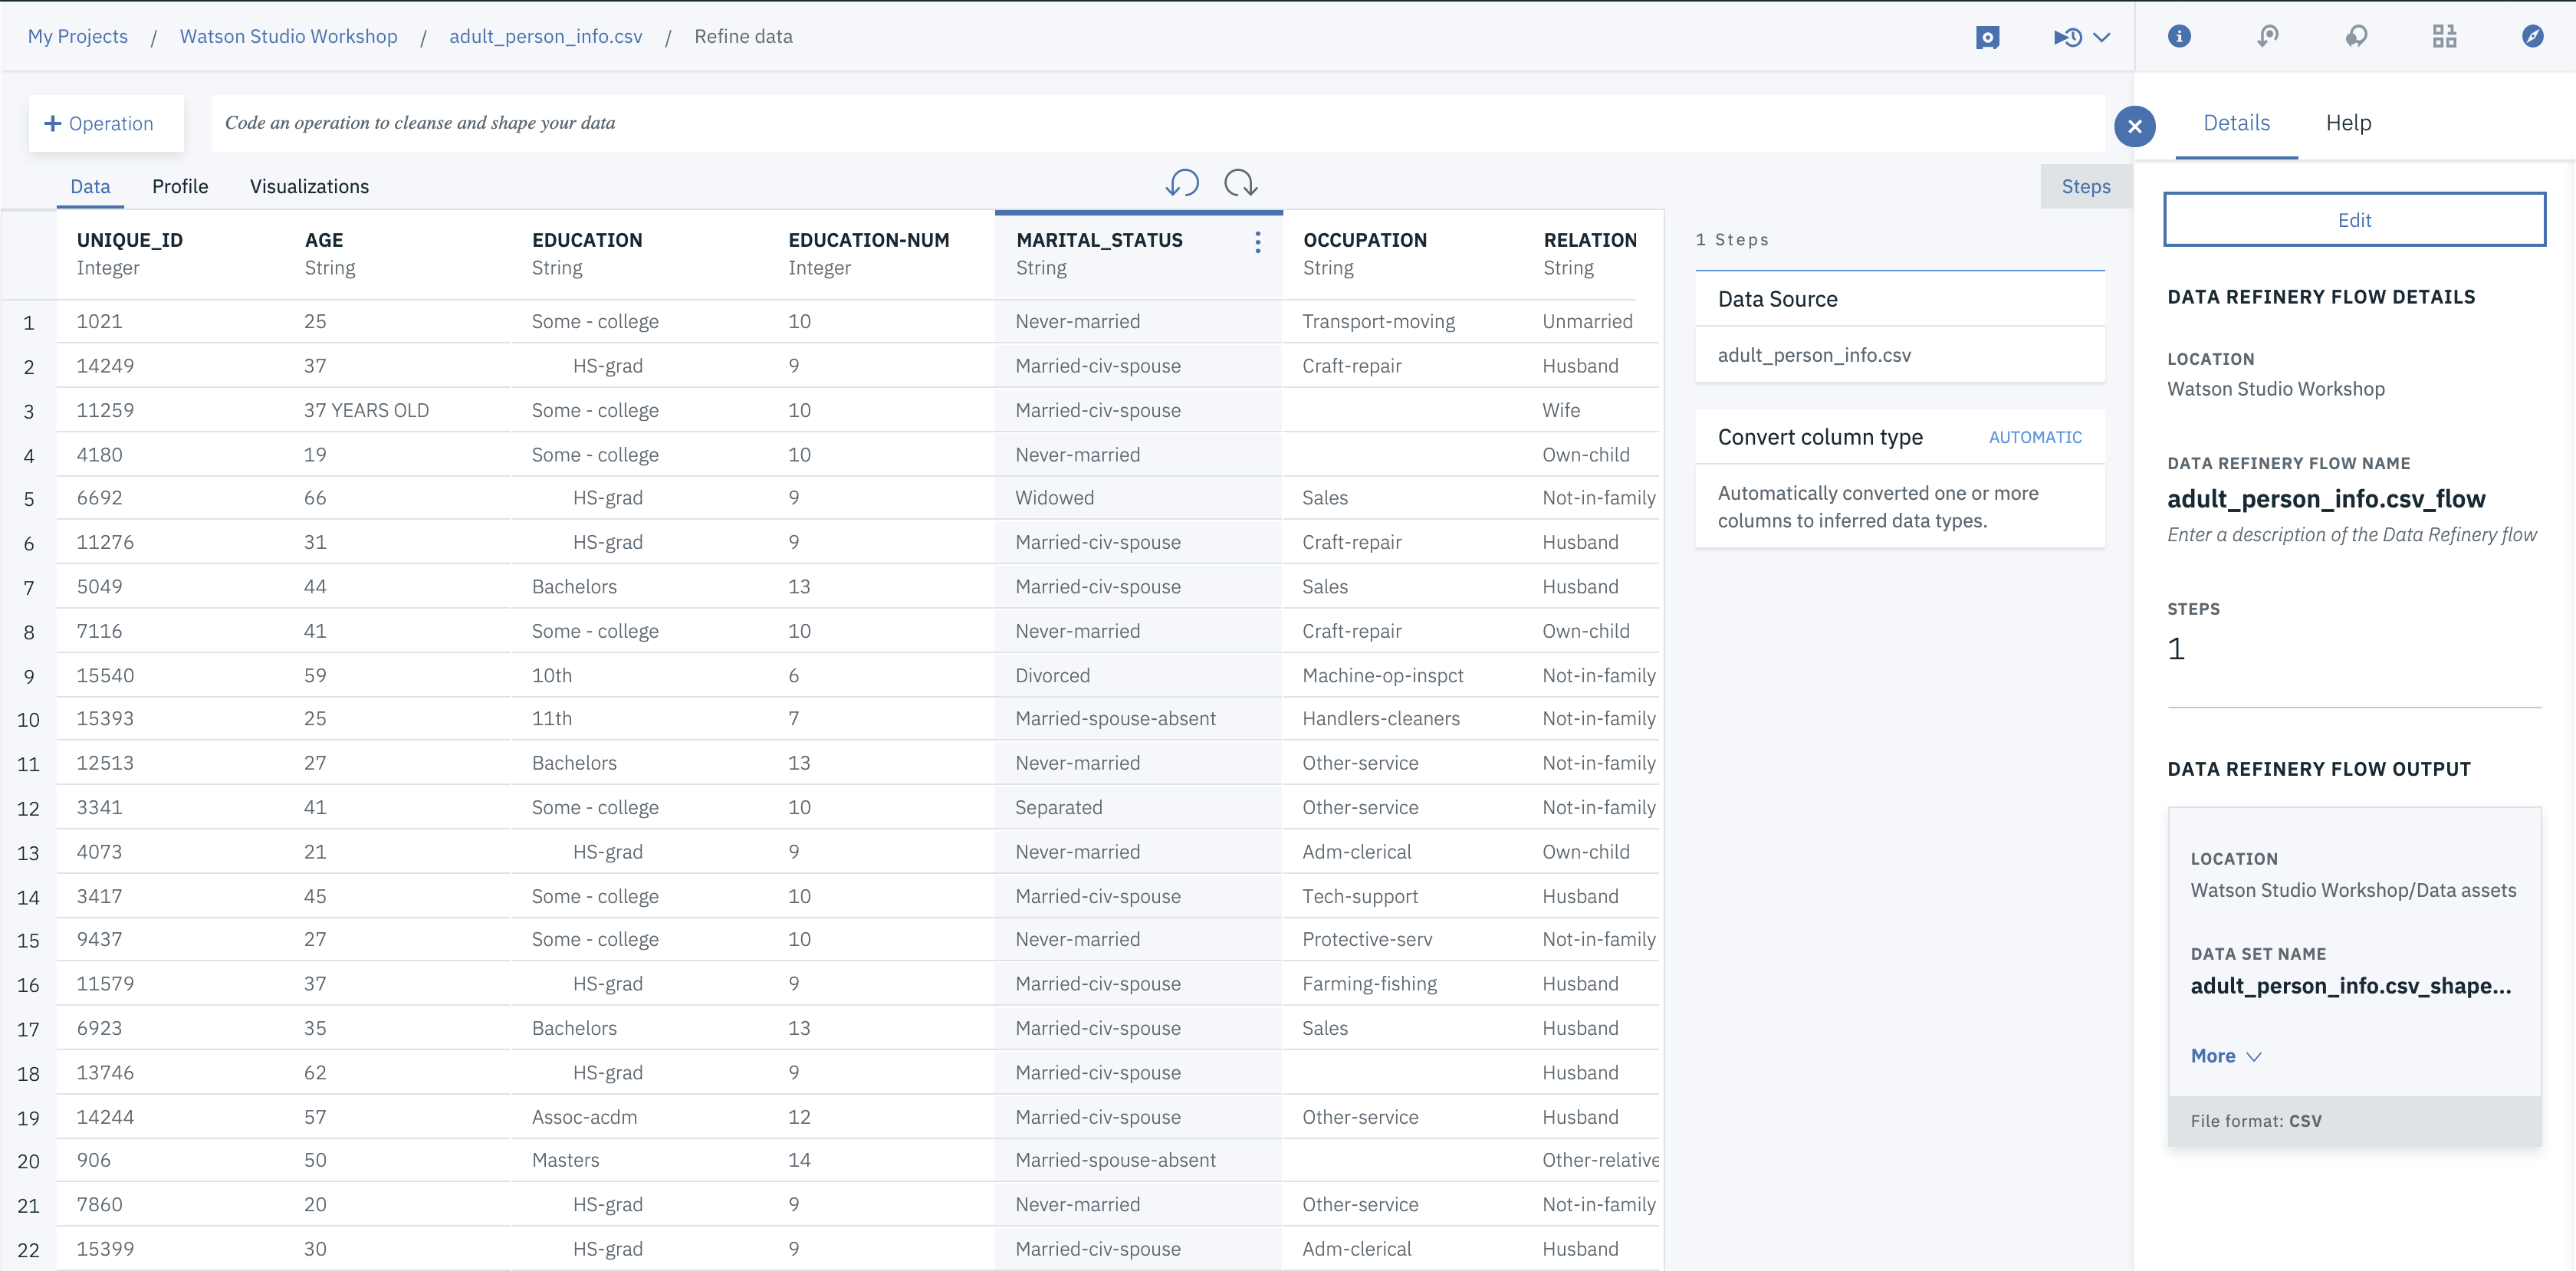 My Projects / Watson Studio Workshop / adult_person_info.csv / Refine data
+ Operation
Code an operation to cleanse and shape your data
Details Help
Data Profile Visualizations
Steps
UNIQUE_ID AGE EDUCATION EDUCATION-NUM MARITAL_STATUS OCCUPATION RELATION
Integer String String Integer String String String
1 1021 25 Some - college 10 Never-married Transport-moving Unmarried
2 14249 37 HS-grad 9 Married-civ-spouse Craft-repair Husband
3 11259 37 YEARS OLD Some - college 10 Married-civ-spouse Wife
4 4180 19 Some - college 10 Never-married Own-child
5 6692 66 HS-grad 9 Widowed Sales Not-in-family
6 11276 31 HS-grad 9 Married-civ-spouse Craft-repair Husband
7 5049 44 Bachelors 13 Married-civ-spouse Sales Husband
8 7116 41 Some - college 10 Never-married Craft-repair Own-child
9 15540 59 10th 6 Divorced Machine-op-inspct Not-in-family
10 15393 25 11th 7 Married-spouse-absent Handlers-cleaners Not-in-family
11 12513 27 Bachelors 13 Never-married Other-service Not-in-family
12 3341 41 Some - college 10 Separated Other-service Not-in-family
13 4073 21 HS-grad 9 Never-married Adm-clerical Own-child
14 3417 45 Some - college 10 Married-civ-spouse Tech-support Husband
15 9437 27 Some - college 10 Never-married Protective-serv Not-in-family
16 11579 37 HS-grad 9 Married-civ-spouse Farming-fishing Husband
17 6923 35 Bachelors 13 Married-civ-spouse Sales Husband
18 13746 62 HS-grad 9 Married-civ-spouse Husband
19 14244 57 Assoc-acdm 12 Married-civ-spouse Other-service Husband
20 906 50 Masters 14 Married-spouse-absent Other-relative
21 7860 20 HS-grad 9 Never-married Other-service Not-in-family
22 15399 30 HS-grad 9 Married-civ-spouse Adm-clerical Husband
1 Steps
Data Source
adult_person_info.csv
Convert column type AUTOMATIC
Automatically converted one or more
columns to inferred data types.
Edit
DATA REFINERY FLOW DETAILS
LOCATION
Watson Studio Workshop
DATA REFINERY FLOW NAME
adult_person_info.csv_flow
Enter a description of the Data Refinery flow
STEPS
1
DATA REFINERY FLOW OUTPUT
LOCATION
Watson Studio Workshop/Data assets
DATA SET NAME
adult_person_info.csv_shape...
More
File format: CSV